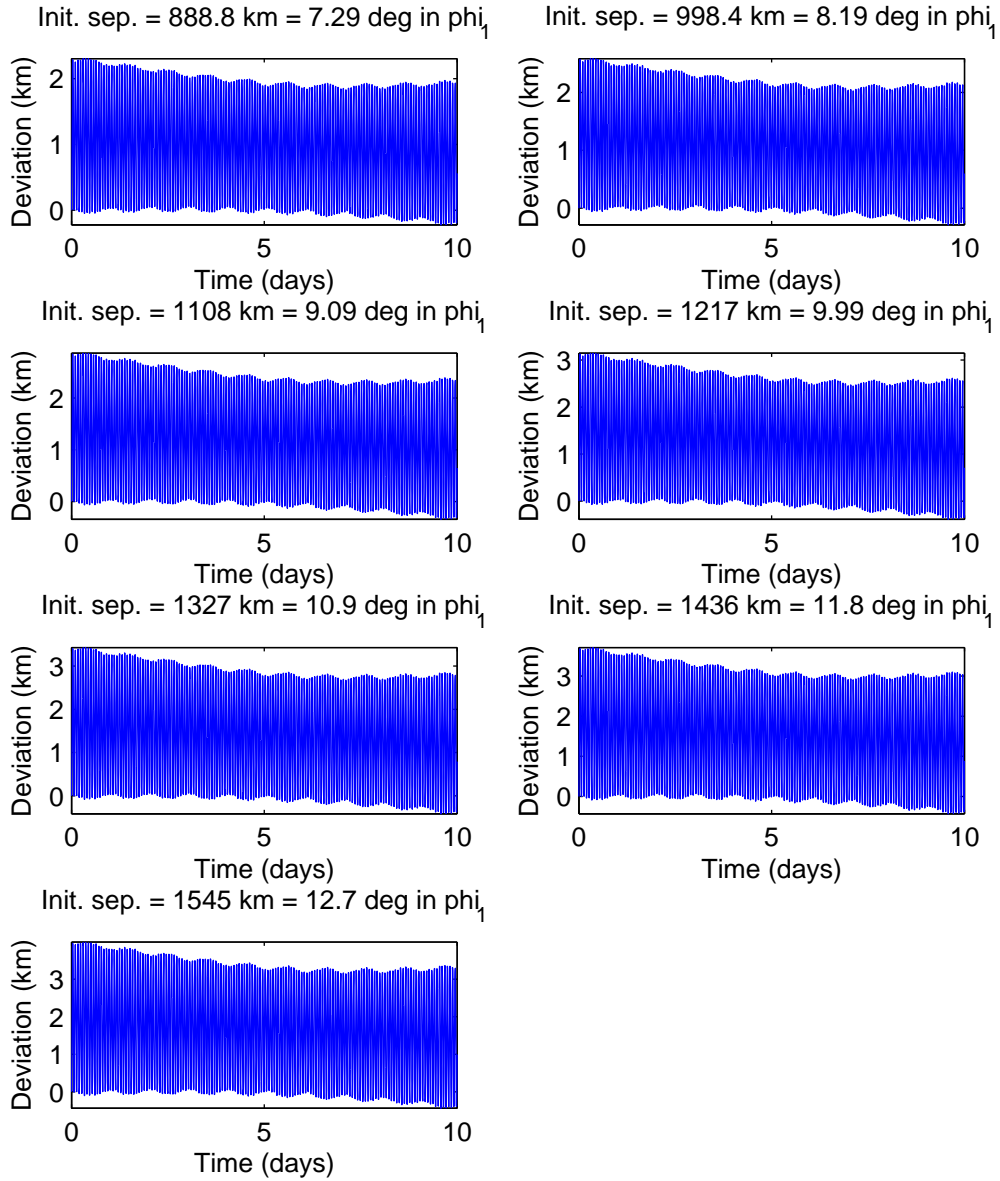 Init. sep. = 888.8 km = 7.29 deg in phi1
Deviation (km)
2
1
0
0
5
10
Time (days)
Init. sep. = 998.4 km = 8.19 deg in phi1
Deviation (km)
2
1
0
0
5
10
Time (days)
Init. sep. = 1108 km = 9.09 deg in phi1
Deviation (km)
2
1
0
0
5
10
Time (days)
Init. sep. = 1217 km = 9.99 deg in phi1
Deviation (km)
3
2
1
0
0
5
10
Time (days)
Init. sep. = 1327 km = 10.9 deg in phi1
Deviation (km)
3
2
1
0
0
5
10
Time (days)
Init. sep. = 1436 km = 11.8 deg in phi1
Deviation (km)
3
2
1
0
0
5
10
Time (days)
Init. sep. = 1545 km = 12.7 deg in phi1
Deviation (km)
3
2
1
0
0
5
10
Time (days)